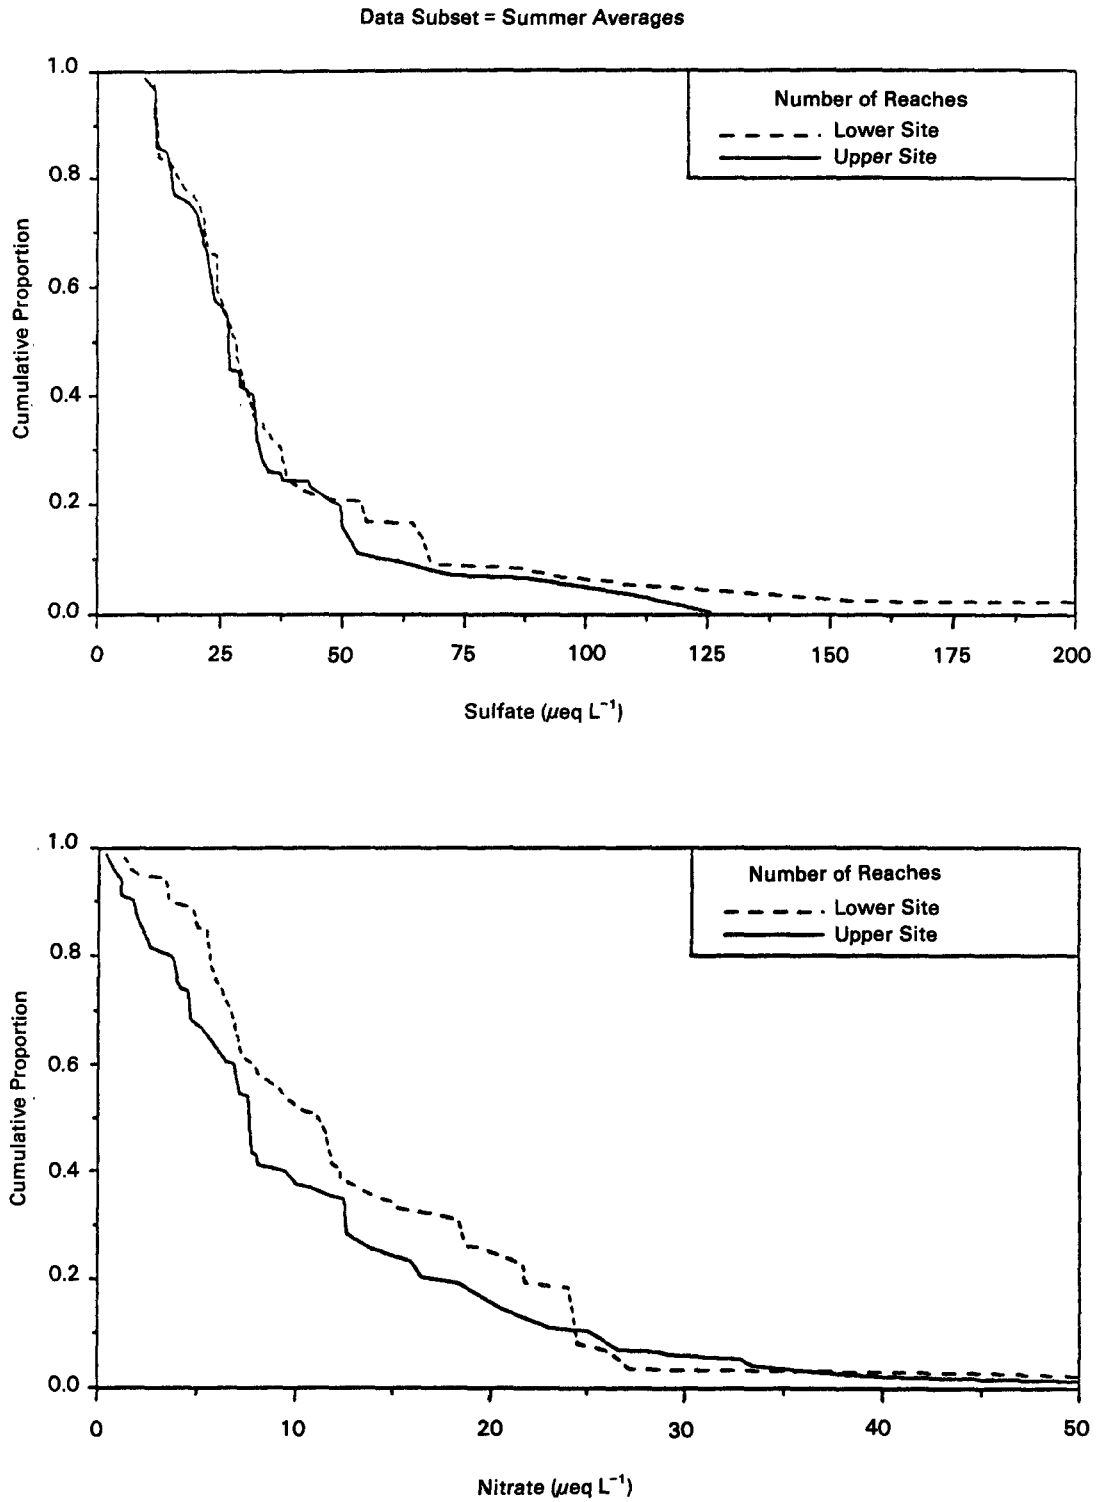 Data Subset = Summer Averages
1.0
0.8
0.6
0.4
0.2
0.0
Cumulative Proportion
Number of Reaches
Lower Site
Upper Site
0 25 50 75 100 125 150 175 200
Sulfate (μeq L⁻¹)
1.0
0.8
0.6
0.4
0.2
0.0
Cumulative Proportion
Number of Reaches
Lower Site
Upper Site
0 10 20 30 40 50
Nitrate (μeq L⁻¹)